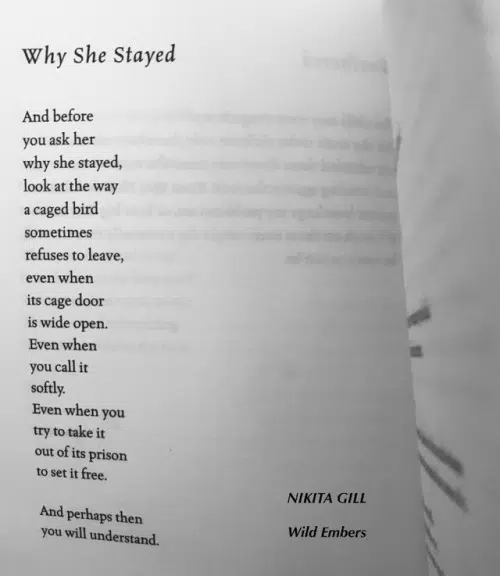 Why She Stayed
And before
you ask her
why she stayed,
look at the way
a caged bird
sometimes
refuses to leave,
even when
its cage door
is wide open.
Even when
you call it
softly.
Even when you
try to take it
out of its prison
to set it free.
And perhaps then
you will understand.
NIKITA GILL
Wild Embers